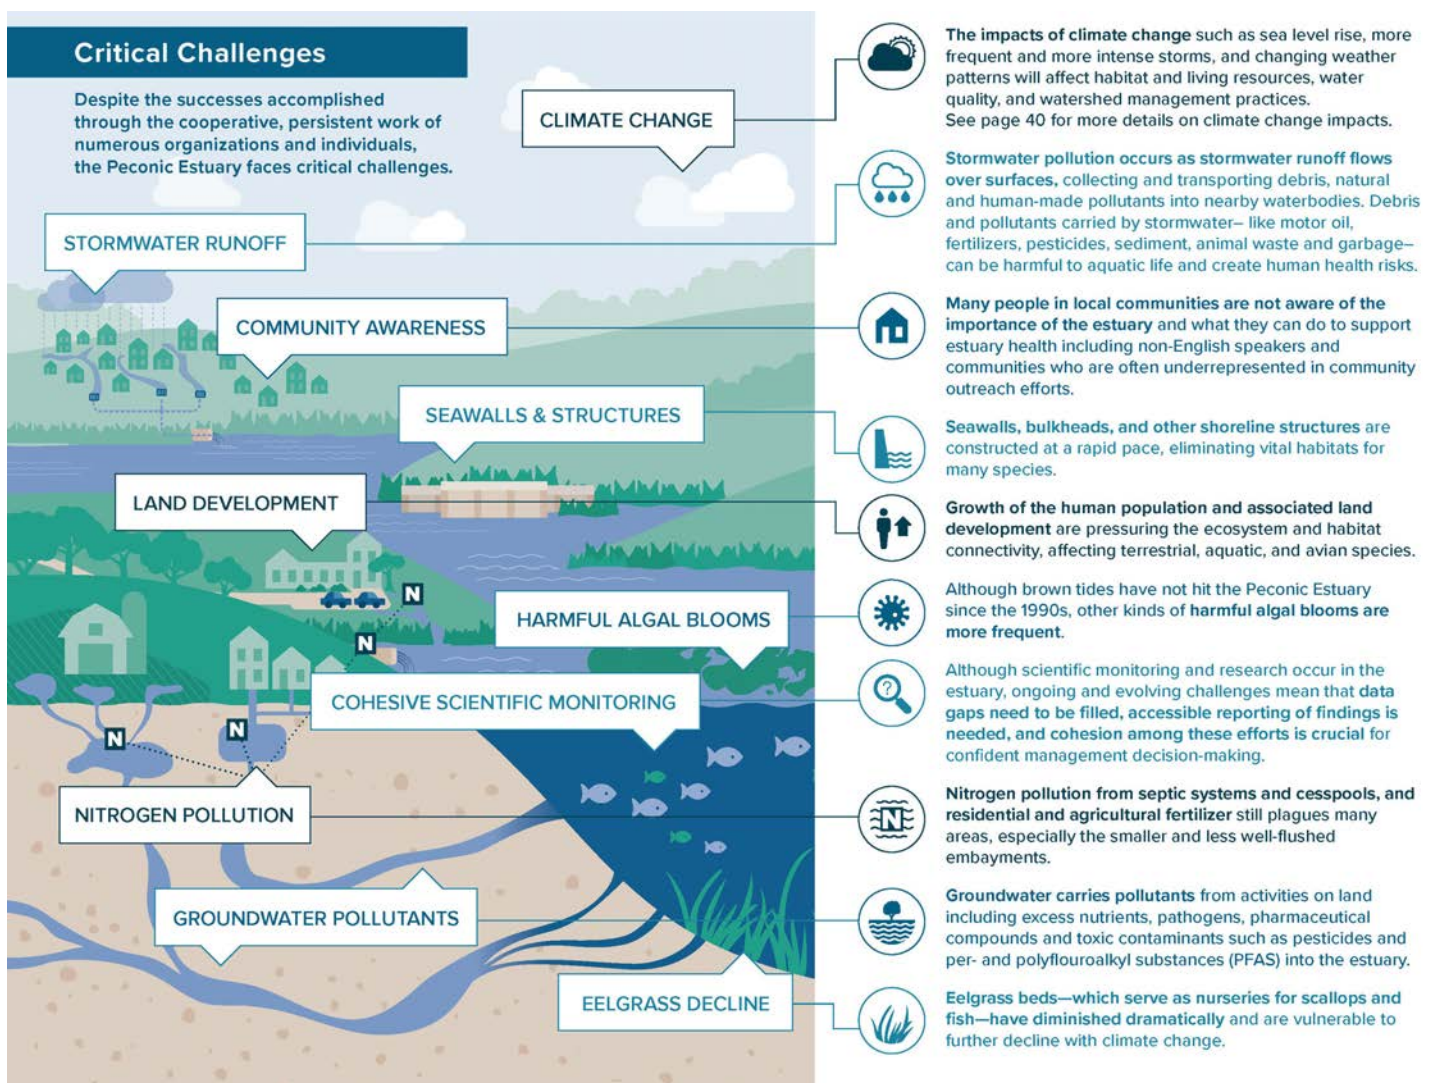 Critical Challenges
Despite the successes accomplished
through the cooperative, persistent work of
numerous organizations and individuals,
the Peconic Estuary faces critical challenges.
CLIMATE CHANGE
The impacts of climate change such as sea level rise, more
frequent and more intense storms, and changing weather
patterns will affect habitat and living resources, water
quality, and watershed management practices.
See page 40 for more details on climate change impacts.
STORMWATER RUNOFF
Stormwater pollution occurs as stormwater runoff flows
over surfaces, collecting and transporting debris, natural
and human-made pollutants into nearby waterbodies. Debris
and pollutants carried by stormwater– like motor oil,
fertilizers, pesticides, sediment, animal waste and garbage–
can be harmful to aquatic life and create human health risks.
COMMUNITY AWARENESS
Many people in local communities are not aware of the
importance of the estuary and what they can do to support
estuary health including non-English speakers and
communities who are often underrepresented in community
outreach efforts.
SEAWALLS & STRUCTURES
Seawalls, bulkheads, and other shoreline structures are
constructed at a rapid pace, eliminating vital habitats for
many species.
LAND DEVELOPMENT
Growth of the human population and associated land
development are pressuring the ecosystem and habitat
connectivity, affecting terrestrial, aquatic, and avian species.
N
HARMFUL ALGAL BLOOMS
Although brown tides have not hit the Peconic Estuary
since the 1990s, other kinds of harmful algal blooms are
more frequent.
N
COHESIVE SCIENTIFIC MONITORING
?
Although scientific monitoring and research occur in the
estuary, ongoing and evolving challenges mean that data
gaps need to be filled, accessible reporting of findings is
needed, and cohesion among these efforts is crucial for
confident management decision-making.
N
N
NITROGEN POLLUTION
N
Nitrogen pollution from septic systems and cesspools, and
residential and agricultural fertilizer still plagues many
areas, especially the smaller and less well-flushed
embayments.
GROUNDWATER POLLUTANTS
Groundwater carries pollutants from activities on land
including excess nutrients, pathogens, pharmaceutical
compounds and toxic contaminants such as pesticides and
per- and polyflouroalkyl substances (PFAS) into the estuary.
EELGRASS DECLINE
Eelgrass beds—which serve as nurseries for scallops and
fish—have diminished dramatically and are vulnerable to
further decline with climate change.